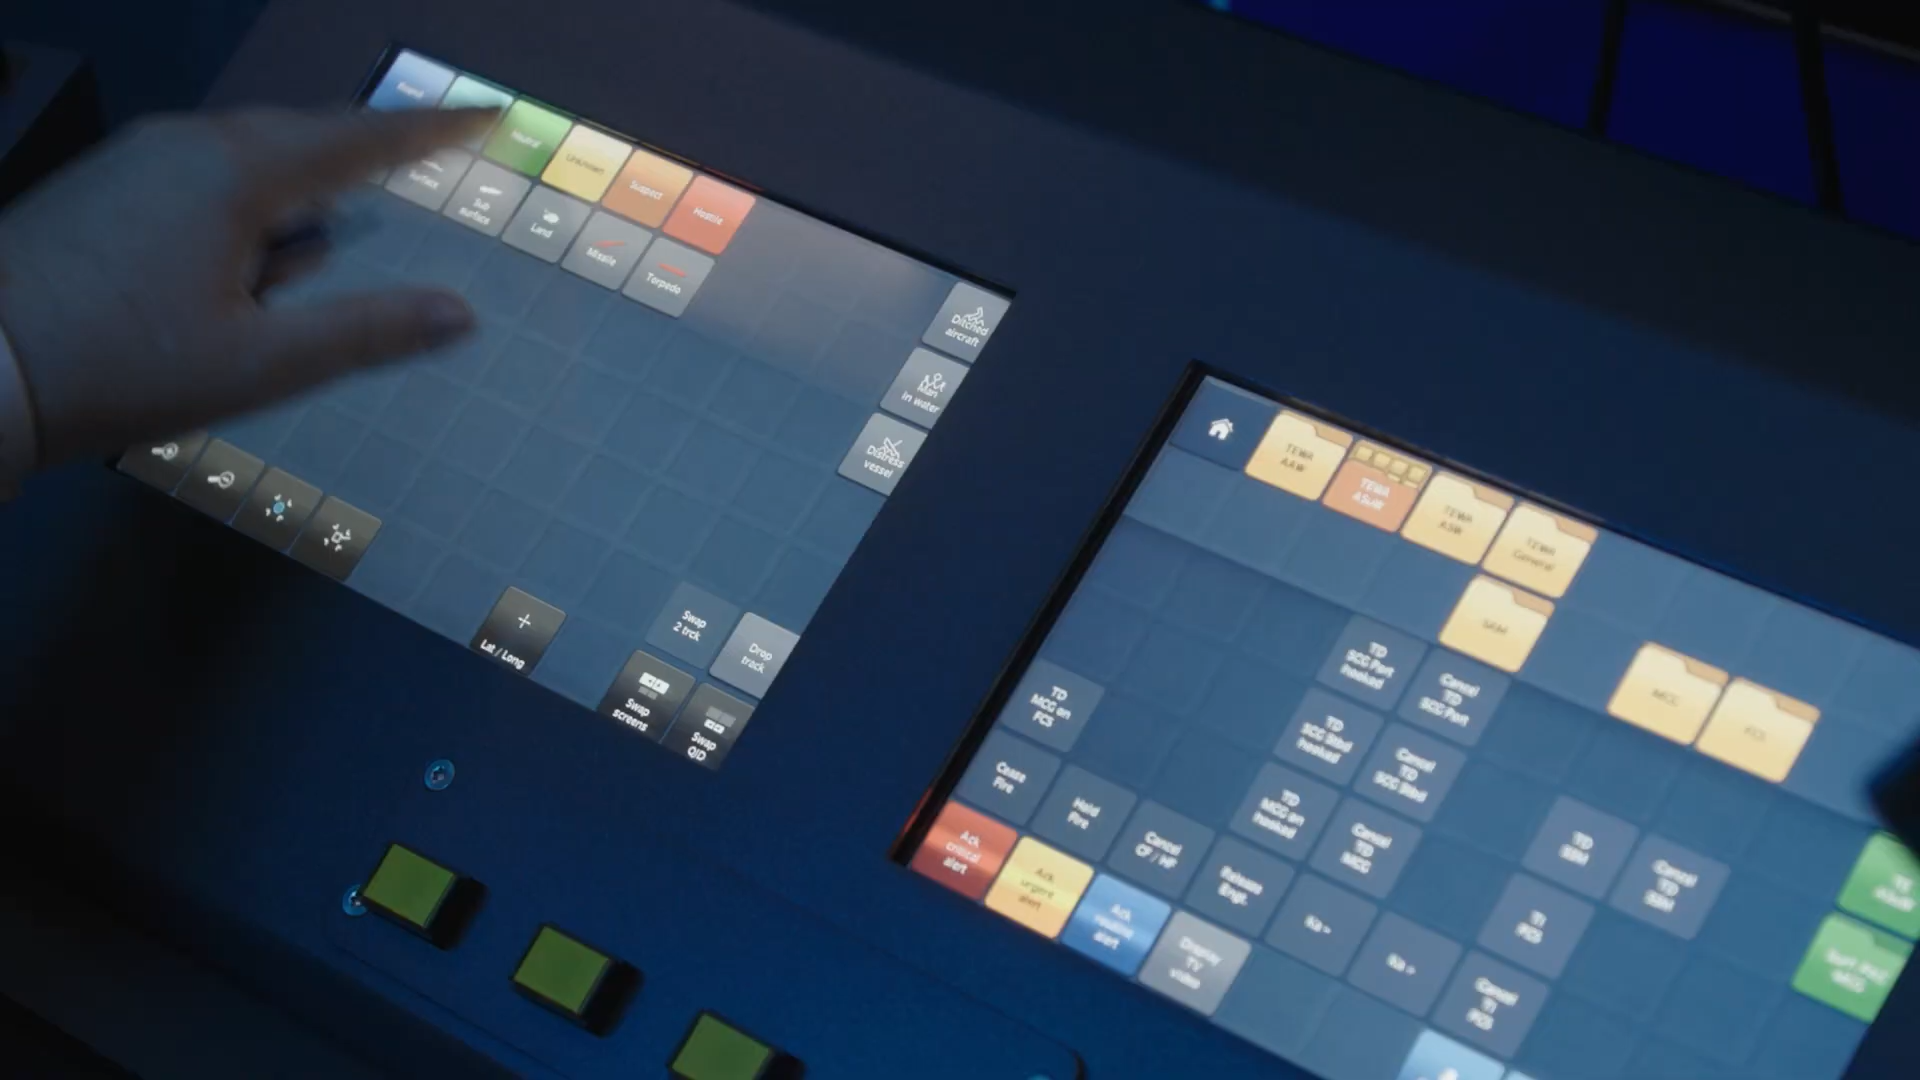 Neutral
Unknown
Suspect
Hostile
Surface
Sub
surface
Land
Missile
Torpedo
Ditched
aircraft
Man
in water
Distress
vessel
Lat / Long
Swap
2 trck
Drop
track
Swap
screens
Swap
QID
TEWA
AAW
TEWA
ASuW
TEWA
ASW
TEWA
General
SAM
MCG
FCS
TD
SCG Port
hooked
Cancel
TD
SCG Port
TD
MCG on
FCS
TD
SCG Stbd
hooked
Cancel
TD
SCG Stbd
Cease
Fire
Hold
Fire
Cancel
CF / HF
TD
MCG on
hooked
Cancel
TD
MCG
Release
Engt.
TD
SSM
Cancel
TD
SSM
TI
FCS
Cancel
TI
FCS
Ack
critical
alert
Ack
urgent
alert
Ack
routine
alert
Display
TV
video